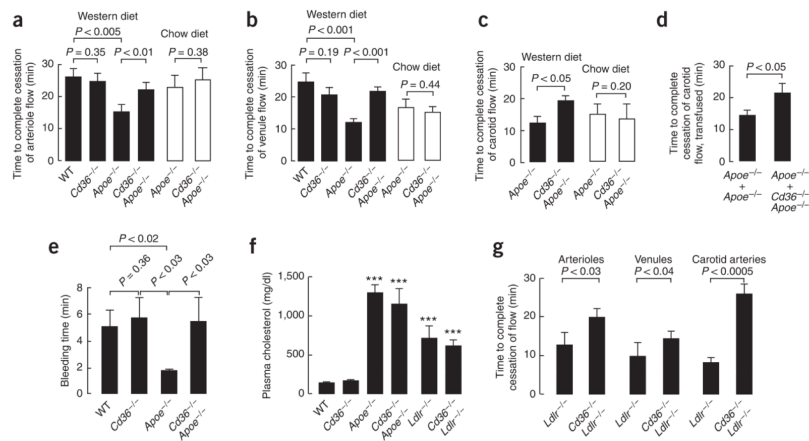 a
Western diet
P < 0.005
P = 0.35
P < 0.01
Chow diet
P = 0.38
Time to complete cessation
of arteriole flow (min)
40
30
20
10
0
WT
Cd36–/–
Apoe–/–
Cd36–/–
Apoe–/–
Apoe–/–
Cd36–/–
Apoe–/–
b
Western diet
P < 0.001
P = 0.19
P < 0.001
Chow diet
P = 0.44
Time to complete cessation
of venule flow (min)
40
30
20
10
0
WT
Cd36–/–
Apoe–/–
Cd36–/–
Apoe–/–
Apoe–/–
Cd36–/–
Apoe–/–
c
Western diet
P < 0.05
Chow diet
P = 0.20
Time to complete cessation
of carotid flow (min)
30
20
10
0
Apoe–/–
Cd36–/–
Apoe–/–
Apoe–/–
Cd36–/–
Apoe–/–
d
P < 0.05
Time to complete
cessation of carotid
flow, transfused (min)
30
20
10
0
Apoe–/–
+
Apoe–/–
Apoe–/–
+
Cd36–/–
Apoe–/–
e
P < 0.02
P = 0.36
P < 0.03
P < 0.03
Bleeding time (min)
8
6
4
2
0
WT
Cd36–/–
Apoe–/–
Cd36–/–
Apoe–/–
f
Plasma cholesterol (mg/dl)
1,500
1,000
500
0
***
***
***
***
WT
Cd36–/–
Apoe–/–
Cd36–/–
Apoe–/–
Ldlr–/–
Cd36–/–
Ldlr–/–
g
Arterioles
P < 0.03
Venules
P < 0.04
Carotid arteries
P < 0.0005
Time to complete
cessation of flow (min)
30
20
10
0
Ldlr–/–
Cd36–/–
Ldlr–/–
Ldlr–/–
Cd36–/–
Ldlr–/–
Ldlr–/–
Cd36–/–
Ldlr–/–